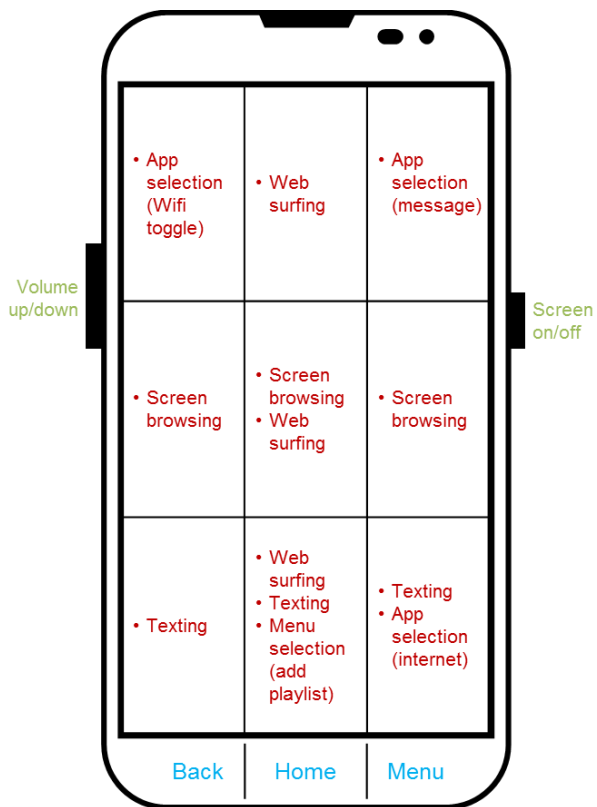 • App
selection
(Wifi
toggle)
• Web
surfing
• App
selection
(message)
Volume
up/down
Screen
on/off
• Screen
browsing
• Screen
browsing
• Web
surfing
• Screen
browsing
• Texting
• Web
surfing
• Texting
• Menu
selection
(add
playlist)
• Texting
• App
selection
(internet)
Back
Home
Menu